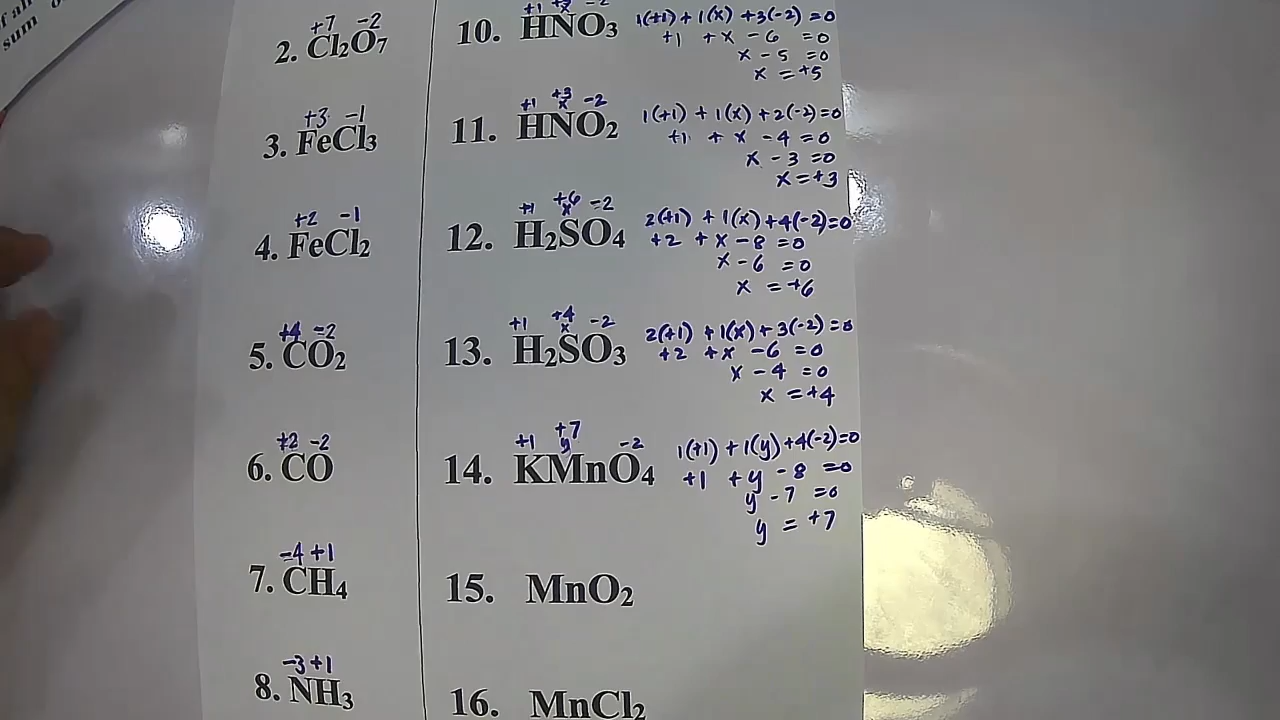 f all
sum
+7 -2
2. Cl2O7
+3 -1
3. FeCl3
+2 -1
4. FeCl2
+4 -2
5. CO2
+2 -2
6. CO
-4 +1
7. CH4
-3 +1
8. NH3
+1 -2
10. HNO3 1(+1) + 1(x) + 3(-2) = 0
+1 + x - 6 = 0
x - 5 = 0
x = +5
+3
+1 x -2
11. HNO2 1(+1) + 1(x) + 2(-2) = 0
+1 + x - 4 = 0
x - 3 = 0
x = +3
+6
+1 x -2
12. H2SO4 2(+1) + 1(x) + 4(-2) = 0
+2 + x - 8 = 0
x - 6 = 0
x = +6
+4
+1 x -2
13. H2SO3 2(+1) + 1(x) + 3(-2) = 0
+2 + x - 6 = 0
x - 4 = 0
x = +4
+7
+1 y -2
14. KMnO4 1(+1) + 1(y) + 4(-2) = 0
+1 + y - 8 = 0
y - 7 = 0
y = +7
15. MnO2
16. MnCl2